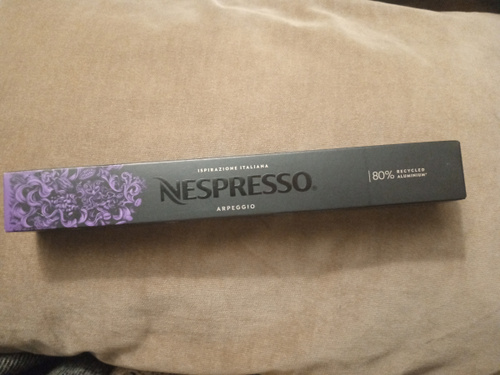 ISPIRAZIONE ITALIANA
NESPRESSO®
ARPEGGIO
80% RECYCLED
ALUMINIUM*